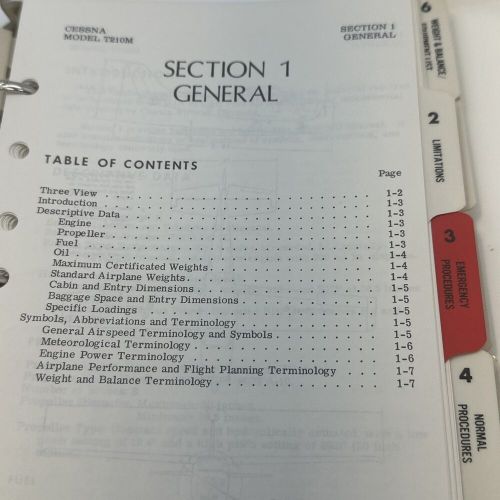 CESSNA
MODEL T210M
SECTION 1
GENERAL
SECTION 1
GENERAL
TABLE OF CONTENTS
Page
Three View . . . . . . . . . . . . . . . . . . . . 1-2
Introduction . . . . . . . . . . . . . . . . . . . . 1-3
Descriptive Data . . . . . . . . . . . . . . . . . . 1-3
Engine . . . . . . . . . . . . . . . . . . . . 1-3
Propeller . . . . . . . . . . . . . . . . . . . 1-3
Fuel . . . . . . . . . . . . . . . . . . . . . 1-3
Oil . . . . . . . . . . . . . . . . . . . . . 1-4
Maximum Certificated Weights . . . . . . . . . . . 1-4
Standard Airplane Weights . . . . . . . . . . . . . 1-4
Cabin and Entry Dimensions . . . . . . . . . . . . 1-5
Baggage Space and Entry Dimensions . . . . . . . . 1-5
Specific Loadings . . . . . . . . . . . . . . . . 1-5
Symbols, Abbreviations and Terminology . . . . . . . . 1-5
General Airspeed Terminology and Symbols . . . . . . 1-5
Meteorological Terminology . . . . . . . . . . . . 1-6
Engine Power Terminology . . . . . . . . . . . . . 1-6
Airplane Performance and Flight Planning Terminology . . . 1-7
Weight and Balance Terminology . . . . . . . . . . . 1-7
6
WEIGHT & BALANCE/
EQUIPMENT LIST
2
LIMITATIONS
3
EMERGENCY
PROCEDURES
4
NORMAL
PROCEDURES